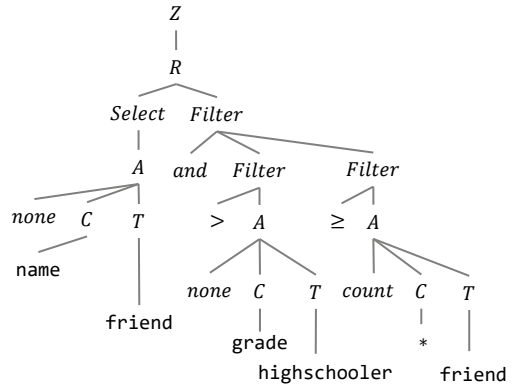 Z
R
Select Filter
A and Filter Filter
none C T > A ≥ A
name
none C T count C T
friend
grade *
highschooler friend